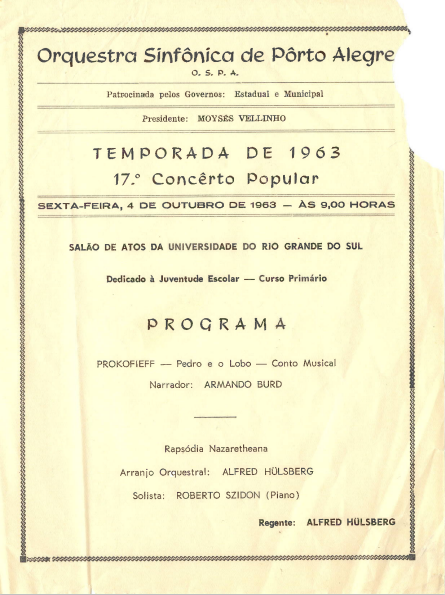 Orquestra Sinfônica de Pôrto Alegre
O. S. P. A.
Patrocinada pelos Governos: Estadual e Municipal
Presidente: MOYSÉS VELLINHO
TEMPORADA DE 1963
17.º Concêrto Popular
SEXTA-FEIRA, 4 DE OUTUBRO DE 1963 — ÀS 9,00 HORAS
SALÃO DE ATOS DA UNIVERSIDADE DO RIO GRANDE DO SUL
Dedicado à Juventude Escolar — Curso Primário
PROGRAMA
PROKOFIEFF — Pedro e o Lobo — Conto Musical
Narrador: ARMANDO BURD
Rapsódia Nazaretheana
Arranjo Orquestral: ALFRED HÜLSBERG
Solista: ROBERTO SZIDON (Piano)
Regente: ALFRED HÜLSBERG